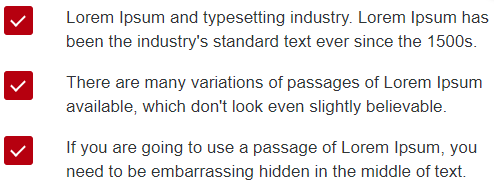 Lorem Ipsum and typesetting industry. Lorem Ipsum has
been the industry's standard text ever since the 1500s.
There are many variations of passages of Lorem Ipsum
available, which don't look even slightly believable.
If you are going to use a passage of Lorem Ipsum, you
need to be embarrassing hidden in the middle of text.